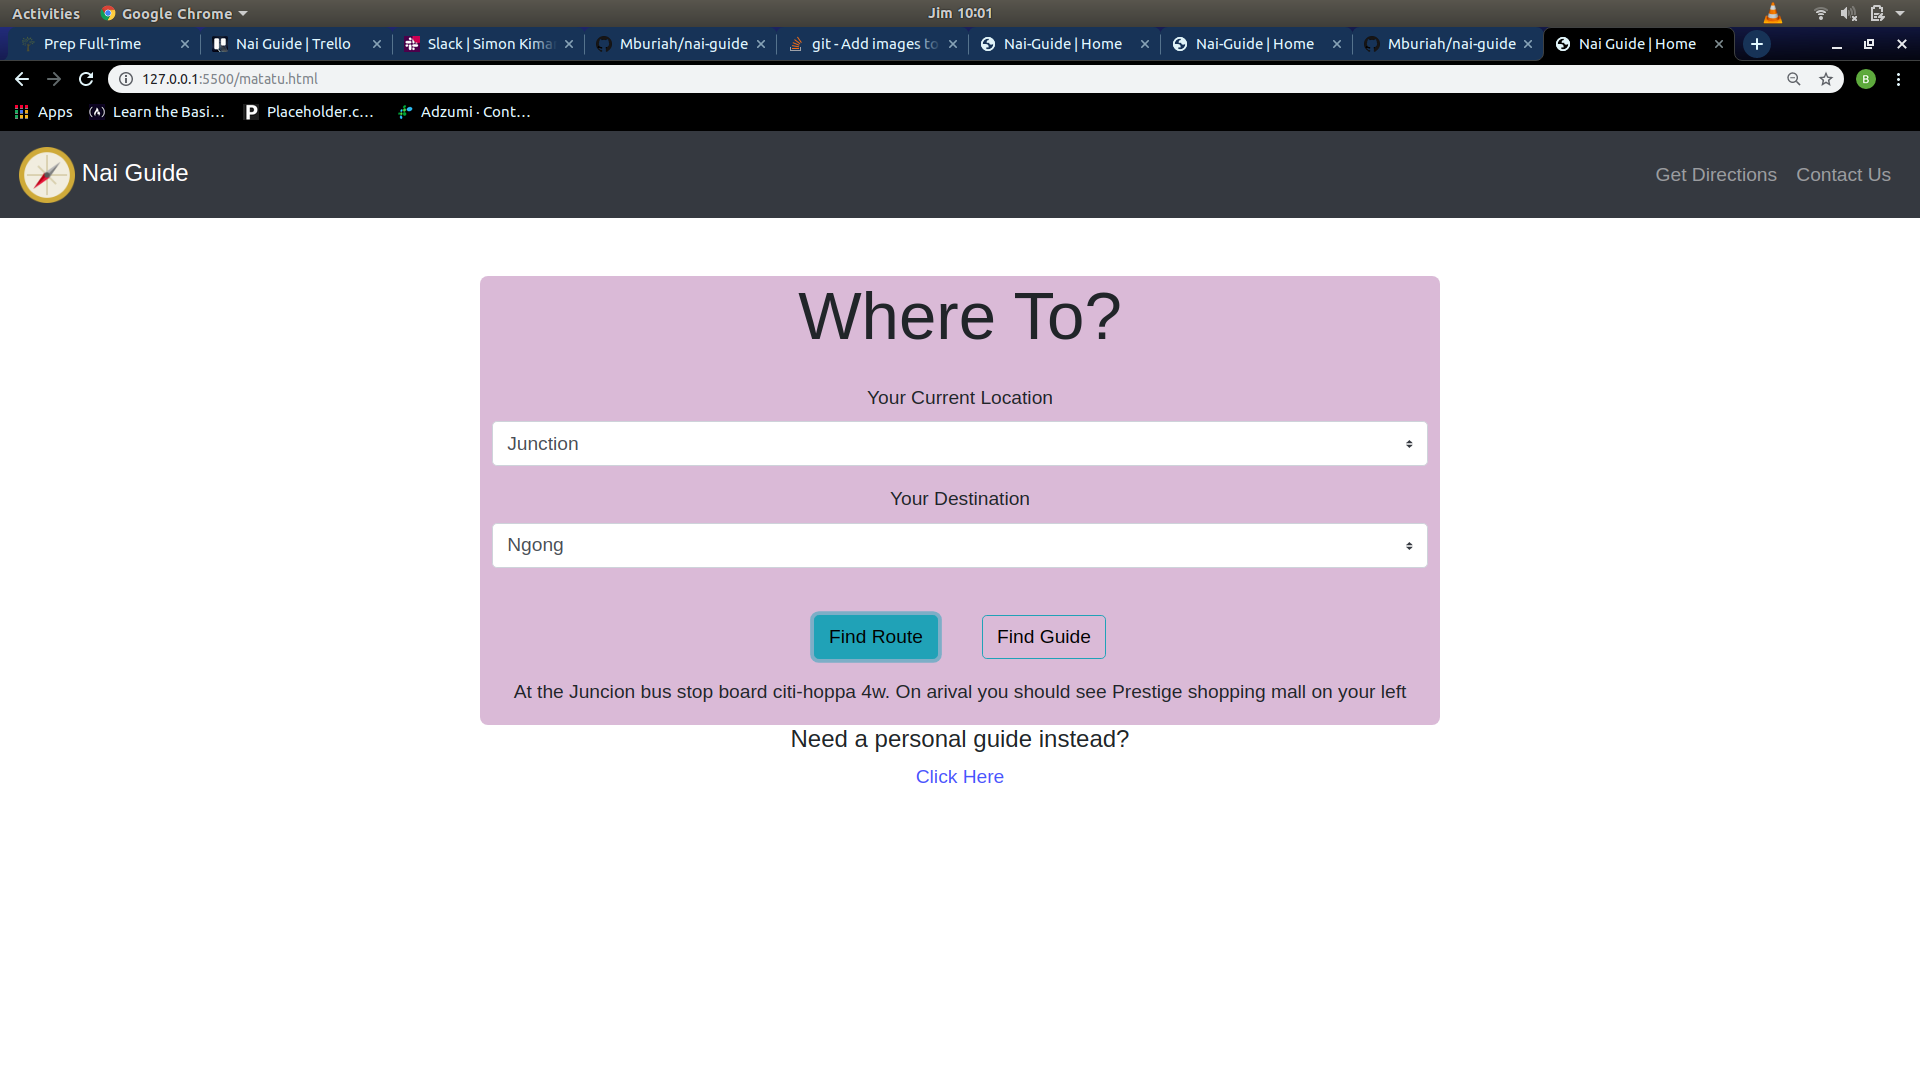 Activities Google Chrome Jim 10:01
Prep Full-Time Nai Guide | Trello Slack | Simon Kima Mburiah/nai-guide git - Add images to Nai-Guide | Home Nai-Guide | Home Mburiah/nai-guide Nai Guide | Home
127.0.0.1:5500/matatu.html B
Apps Learn the Basi... P Placeholder.c... Adzumi · Cont...
Nai Guide Get Directions Contact Us
Where To?
Your Current Location
Junction
Your Destination
Ngong
Find Route Find Guide
At the Juncion bus stop board citi-hoppa 4w. On arival you should see Prestige shopping mall on your left
Need a personal guide instead?
Click Here